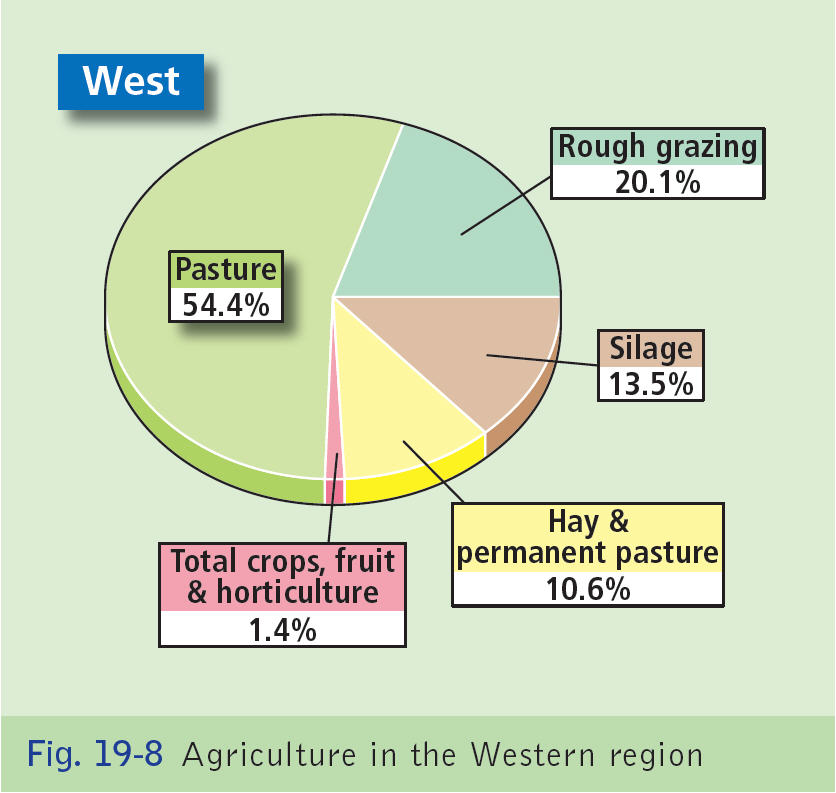 West
Rough grazing
20.1%
Pasture
54.4%
Silage
13.5%
Hay &
permanent pasture
10.6%
Total crops, fruit
& horticulture
1.4%
Fig. 19-8 Agriculture in the Western region